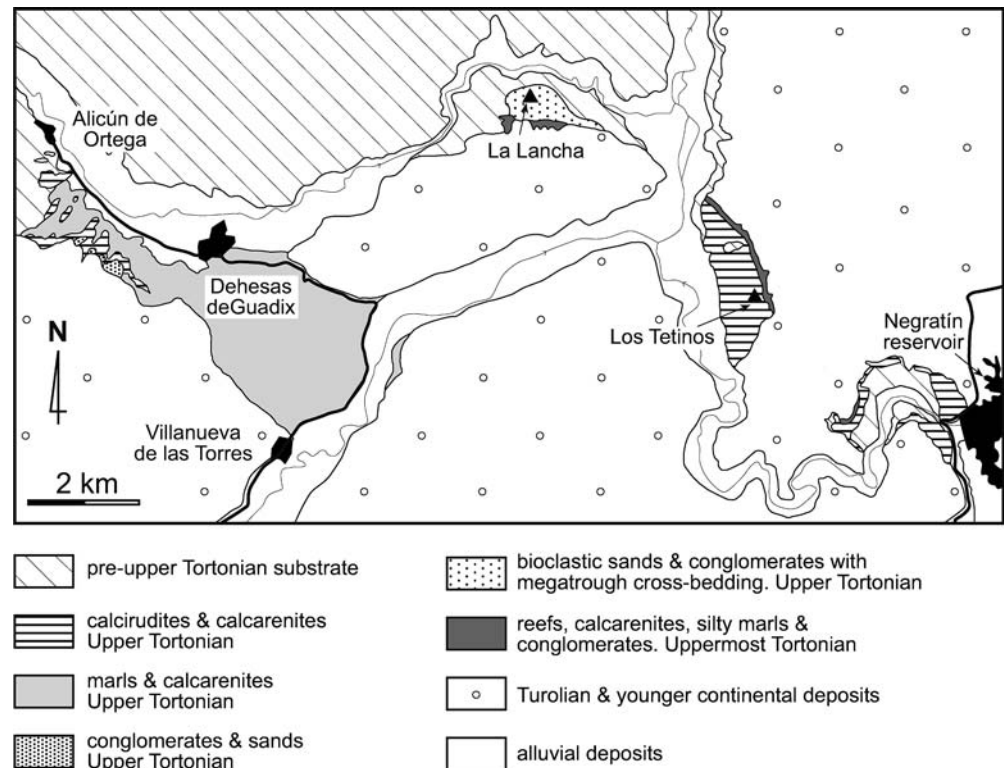 Alicún de
Ortega
La Lancha
Dehesas
deGuadix
Los Tetinos
Negratín
reservoir
N
Villanueva
de las Torres
2 km
pre-upper Tortonian substrate
calcirudites & calcarenites
Upper Tortonian
marls & calcarenites
Upper Tortonian
conglomerates & sands
Upper Tortonian
bioclastic sands & conglomerates with
megatrough cross-bedding. Upper Tortonian
reefs, calcarenites, silty marls &
conglomerates. Uppermost Tortonian
Turolian & younger continental deposits
alluvial deposits